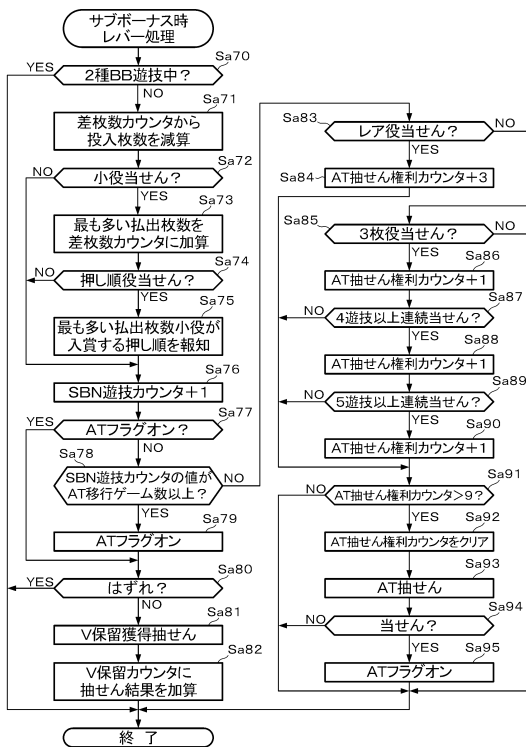 サブボーナス時
レバー処理
Sa70
YES
2種BB遊技中?
NO
Sa71
差枚数カウンタから
投入枚数を減算
Sa72
NO
小役当せん?
YES
Sa73
最も多い払出枚数を
差枚数カウンタに加算
Sa74
NO
押し順役当せん?
YES
Sa75
最も多い払出枚数小役が
入賞する押し順を報知
Sa76
SBN遊技カウンタ+1
Sa77
YES
ATフラグオン?
NO
Sa78
SBN遊技カウンタの値が
AT移行ゲーム数以上?
NO
YES
Sa79
ATフラグオン
Sa80
YES
はずれ?
NO
Sa81
V保留獲得抽せん
Sa82
V保留カウンタに
抽せん結果を加算
終 了
Sa83
レア役当せん?
NO
YES
Sa84
AT抽せん権利カウンタ+3
Sa85
3枚役当せん?
NO
YES
Sa86
AT抽せん権利カウンタ+1
Sa87
NO
4遊技以上連続当せん?
YES
Sa88
AT抽せん権利カウンタ+1
Sa89
NO
5遊技以上連続当せん?
YES
Sa90
AT抽せん権利カウンタ+1
Sa91
NO
AT抽せん権利カウンタ>9?
YES
Sa92
AT抽せん権利カウンタをクリア
Sa93
AT抽せん
Sa94
NO
当せん?
YES
Sa95
ATフラグオン